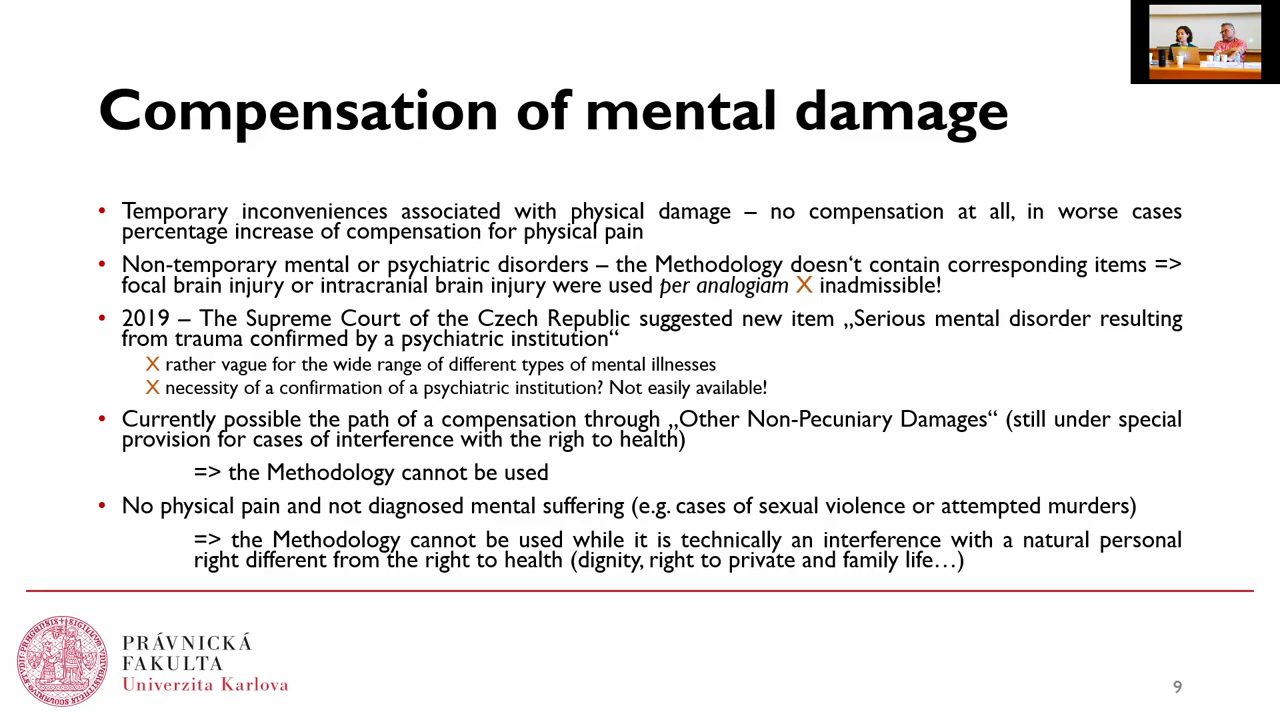 Compensation of mental damage
• Temporary inconveniences associated with physical damage – no compensation at all, in worse cases
percentage increase of compensation for physical pain
• Non-temporary mental or psychiatric disorders – the Methodology doesn‘t contain corresponding items =>
focal brain injury or intracranial brain injury were used per analogiam X inadmissible!
• 2019 – The Supreme Court of the Czech Republic suggested new item „Serious mental disorder resulting
from trauma confirmed by a psychiatric institution“
X rather vague for the wide range of different types of mental illnesses
X necessity of a confirmation of a psychiatric institution? Not easily available!
• Currently possible the path of a compensation through „Other Non-Pecuniary Damages“ (still under special
provision for cases of interference with the righ to health)
=> the Methodology cannot be used
• No physical pain and not diagnosed mental suffering (e.g. cases of sexual violence or attempted murders)
=> the Methodology cannot be used while it is technically an interference with a natural personal
right different from the right to health (dignity, right to private and family life…)
PRÁVNICKÁ
FAKULTA
Univerzita Karlova
9